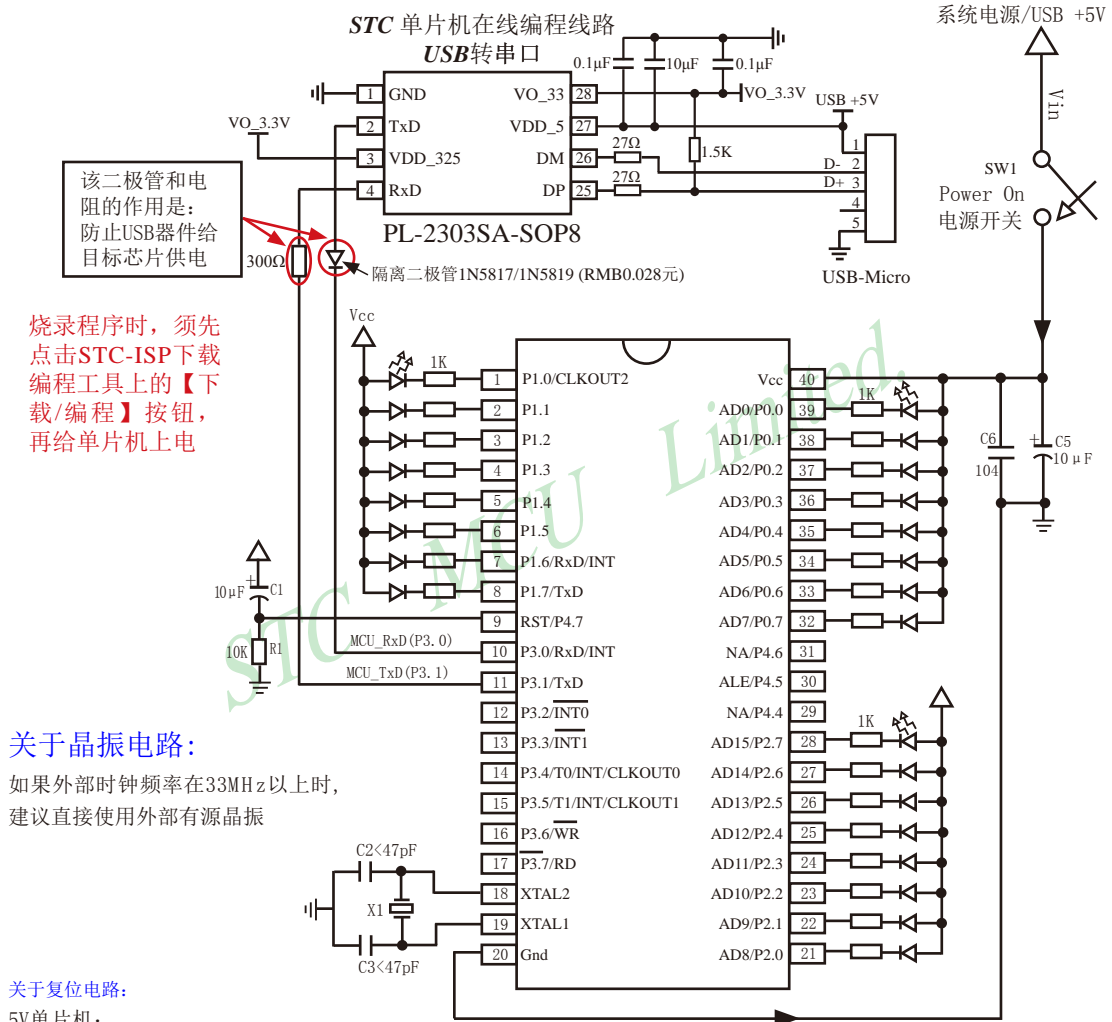 STC 单片机在线编程线路
USB转串口
系统电源/USB +5V
Vin
SW1
Power On
电源开关
0.1μF
10μF
0.1μF
VO_3.3V
USB +5V
1 GND
2 TxD
3 VDD_325
4 RxD
VO_33 28
VDD_5 27
DM 26
DP 25
PL-2303SA-SOP8
VO_3.3V
27Ω
27Ω
1.5K
D-
D+
1
2
3
4
5
USB-Micro
该二极管和电
阻的作用是:
防止USB器件给
目标芯片供电
300Ω
隔离二极管1N5817/1N5819 (RMB0.028元)
烧录程序时，须先
点击STC-ISP下载
编程工具上的【下
载/编程】按钮，
再给单片机上电
Vcc
1K
1 P1.0/CLKOUT2
2 P1.1
3 P1.2
4 P1.3
5 P1.4
6 P1.5
7 P1.6/RxD/INT
8 P1.7/TxD
9 RST/P4.7
10 P3.0/RxD/INT
11 P3.1/TxD
12 P3.2/INT0
13 P3.3/INT1
14 P3.4/T0/INT/CLKOUT0
15 P3.5/T1/INT/CLKOUT1
16 P3.6/WR
17 P3.7/RD
18 XTAL2
19 XTAL1
20 Gnd
Vcc 40
AD0/P0.0 39
AD1/P0.1 38
AD2/P0.2 37
AD3/P0.3 36
AD4/P0.4 35
AD5/P0.5 34
AD6/P0.6 33
AD7/P0.7 32
NA/P4.6 31
ALE/P4.5 30
NA/P4.4 29
AD15/P2.7 28
AD14/P2.6 27
AD13/P2.5 26
AD12/P2.4 25
AD11/P2.3 24
AD10/P2.2 23
AD9/P2.1 22
AD8/P2.0 21
1K
1K
C6
104
+
C5
10μF
+
10μF
C1
10K
R1
MCU_RxD(P3.0)
MCU_TxD(P3.1)
STC MCU Limited.
关于晶振电路:
如果外部时钟频率在33MHz以上时,
建议直接使用外部有源晶振
C2<47pF
X1
C3<47pF
关于复位电路:
5V单片机: